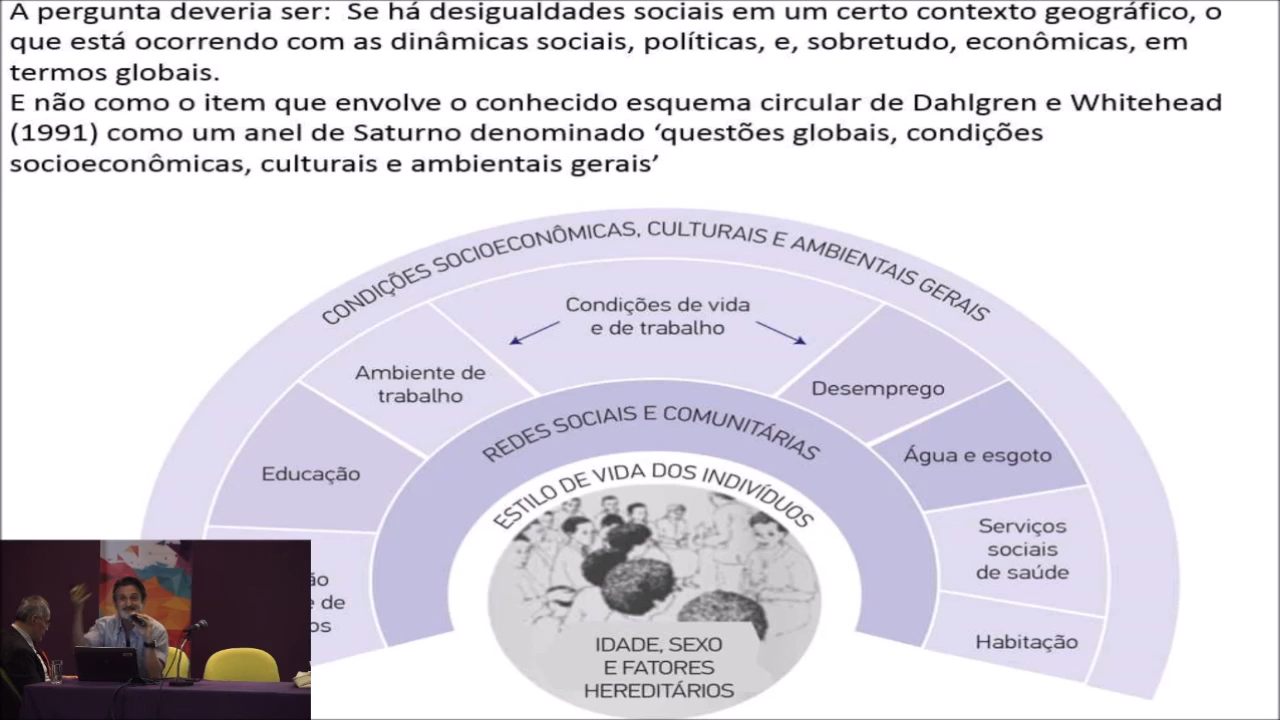 A pergunta deveria ser:  Se há desigualdades sociais em um certo contexto geográfico, o
que está ocorrendo com as dinâmicas sociais, políticas, e, sobretudo, econômicas, em
termos globais.
E não como o item que envolve o conhecido esquema circular de Dahlgren e Whitehead
(1991) como um anel de Saturno denominado ‘questões globais, condições
socioeconômicas, culturais e ambientais gerais’
CONDIÇÕES SOCIOECONÔMICAS, CULTURAIS E AMBIENTAIS GERAIS
Condições de vida
e de trabalho
Ambiente de
trabalho
Desemprego
REDES SOCIAIS E COMUNITÁRIAS
Educação
Água e esgoto
ESTILO DE VIDA DOS INDIVÍDUOS
Serviços
sociais
de saúde
e de
Habitação
IDADE, SEXO
E FATORES
HEREDITÁRIOS